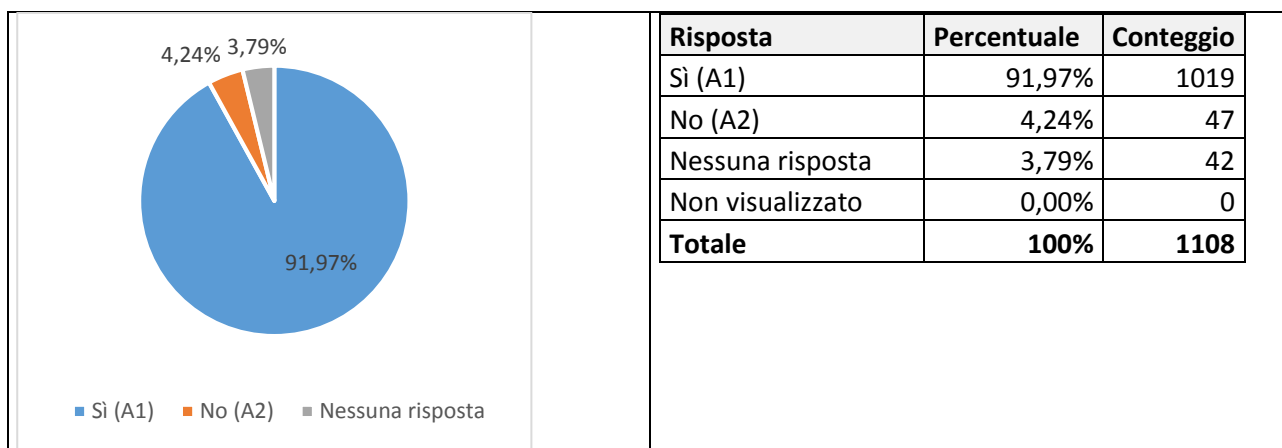 4,24% 3,79%
91,97%
Sì (A1) No (A2) Nessuna risposta
Risposta Percentuale Conteggio
Sì (A1) 91,97% 1019
No (A2) 4,24% 47
Nessuna risposta 3,79% 42
Non visualizzato 0,00% 0
Totale 100% 1108